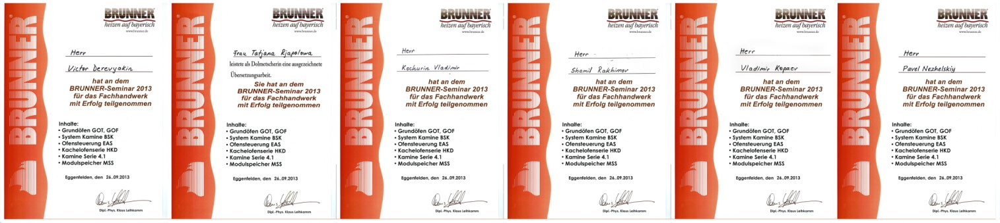 BRUNNER
BRUNNER
heizen auf bayerisch
www.brunner.de
Herr
Victor Derevyakin
hat an dem
BRUNNER-Seminar 2013
für das Fachhandwerk
mit Erfolg teilgenommen
Inhalte:
• Grundöfen GOT, GOF
• System Kamine BSK
• Ofensteuerung EAS
• Kachelofenserie HKD
• Kamine Serie 4.1
• Modulspeicher MSS
Eggenfelden, den 26..09.2013
Dipl.-Phys. Klaus Leihkamm
BRUNNER
BRUNNER
heizen auf bayerisch
www.brunner.de
Frau Tatjana Rjapolowa
leistete als Dolmetscherin eine ausgezeichnete
Übersetzungsarbeit.
Sie hat an dem
BRUNNER-Seminar 2013
für das Fachhandwerk
mit Erfolg teilgenommen
Inhalte:
• Grundöfen GOT, GOF
• System Kamine BSK
• Ofensteuerung EAS
• Kachelofenserie HKD
• Kamine Serie 4.1
• Modulspeicher MSS
Eggenfelden, den 26..09.2013
Dipl.-Phys. Klaus Leihkamm
BRUNNER
BRUNNER
heizen auf bayerisch
www.brunner.de
Herr
Kochurin Vladimir
hat an dem
BRUNNER-Seminar 2013
für das Fachhandwerk
mit Erfolg teilgenommen
Inhalte:
• Grundöfen GOT, GOF
• System Kamine BSK
• Ofensteuerung EAS
• Kachelofenserie HKD
• Kamine Serie 4.1
• Modulspeicher MSS
Eggenfelden, den 26..09.2013
Dipl.-Phys. Klaus Leihkamm
BRUNNER
BRUNNER
heizen auf bayerisch
www.brunner.de
Herr
Shamil Rakhimov
hat an dem
BRUNNER-Seminar 2013
für das Fachhandwerk
mit Erfolg teilgenommen
Inhalte:
• Grundöfen GOT, GOF
• System Kamine BSK
• Ofensteuerung EAS
• Kachelofenserie HKD
• Kamine Serie 4.1
• Modulspeicher MSS
Eggenfelden, den 26..09.2013
Dipl.-Phys. Klaus Leihkamm
BRUNNER
BRUNNER
heizen auf bayerisch
www.brunner.de
Herr
Vladimir Kopaev
hat an dem
BRUNNER-Seminar 2013
für das Fachhandwerk
mit Erfolg teilgenommen
Inhalte:
• Grundöfen GOT, GOF
• System Kamine BSK
• Ofensteuerung EAS
• Kachelofenserie HKD
• Kamine Serie 4.1
• Modulspeicher MSS
Eggenfelden, den 26..09.2013
Dipl.-Phys. Klaus Leihkamm
BRUNNER
BRUNNER
heizen auf bayerisch
www.brunner.de
Herr
Pavel Nezhelskiy
hat an dem
BRUNNER-Seminar 2013
für das Fachhandwerk
mit Erfolg teilgenommen
Inhalte:
• Grundöfen GOT, GOF
• System Kamine BSK
• Ofensteuerung EAS
• Kachelofenserie HKD
• Kamine Serie 4.1
• Modulspeicher MSS
Eggenfelden, den 26..09.2013
Dipl.-Phys. Klaus Leihkamm